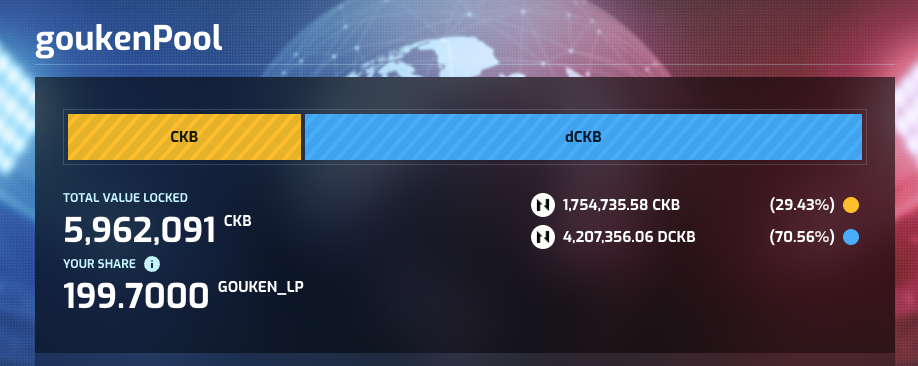 goukenPool
CKB dCKB
TOTAL VALUE LOCKED
5,962,091 CKB
YOUR SHARE i
199.7000 GOUKEN_LP
1,754,735.58 CKB (29.43%)
4,207,356.06 DCKB (70.56%)